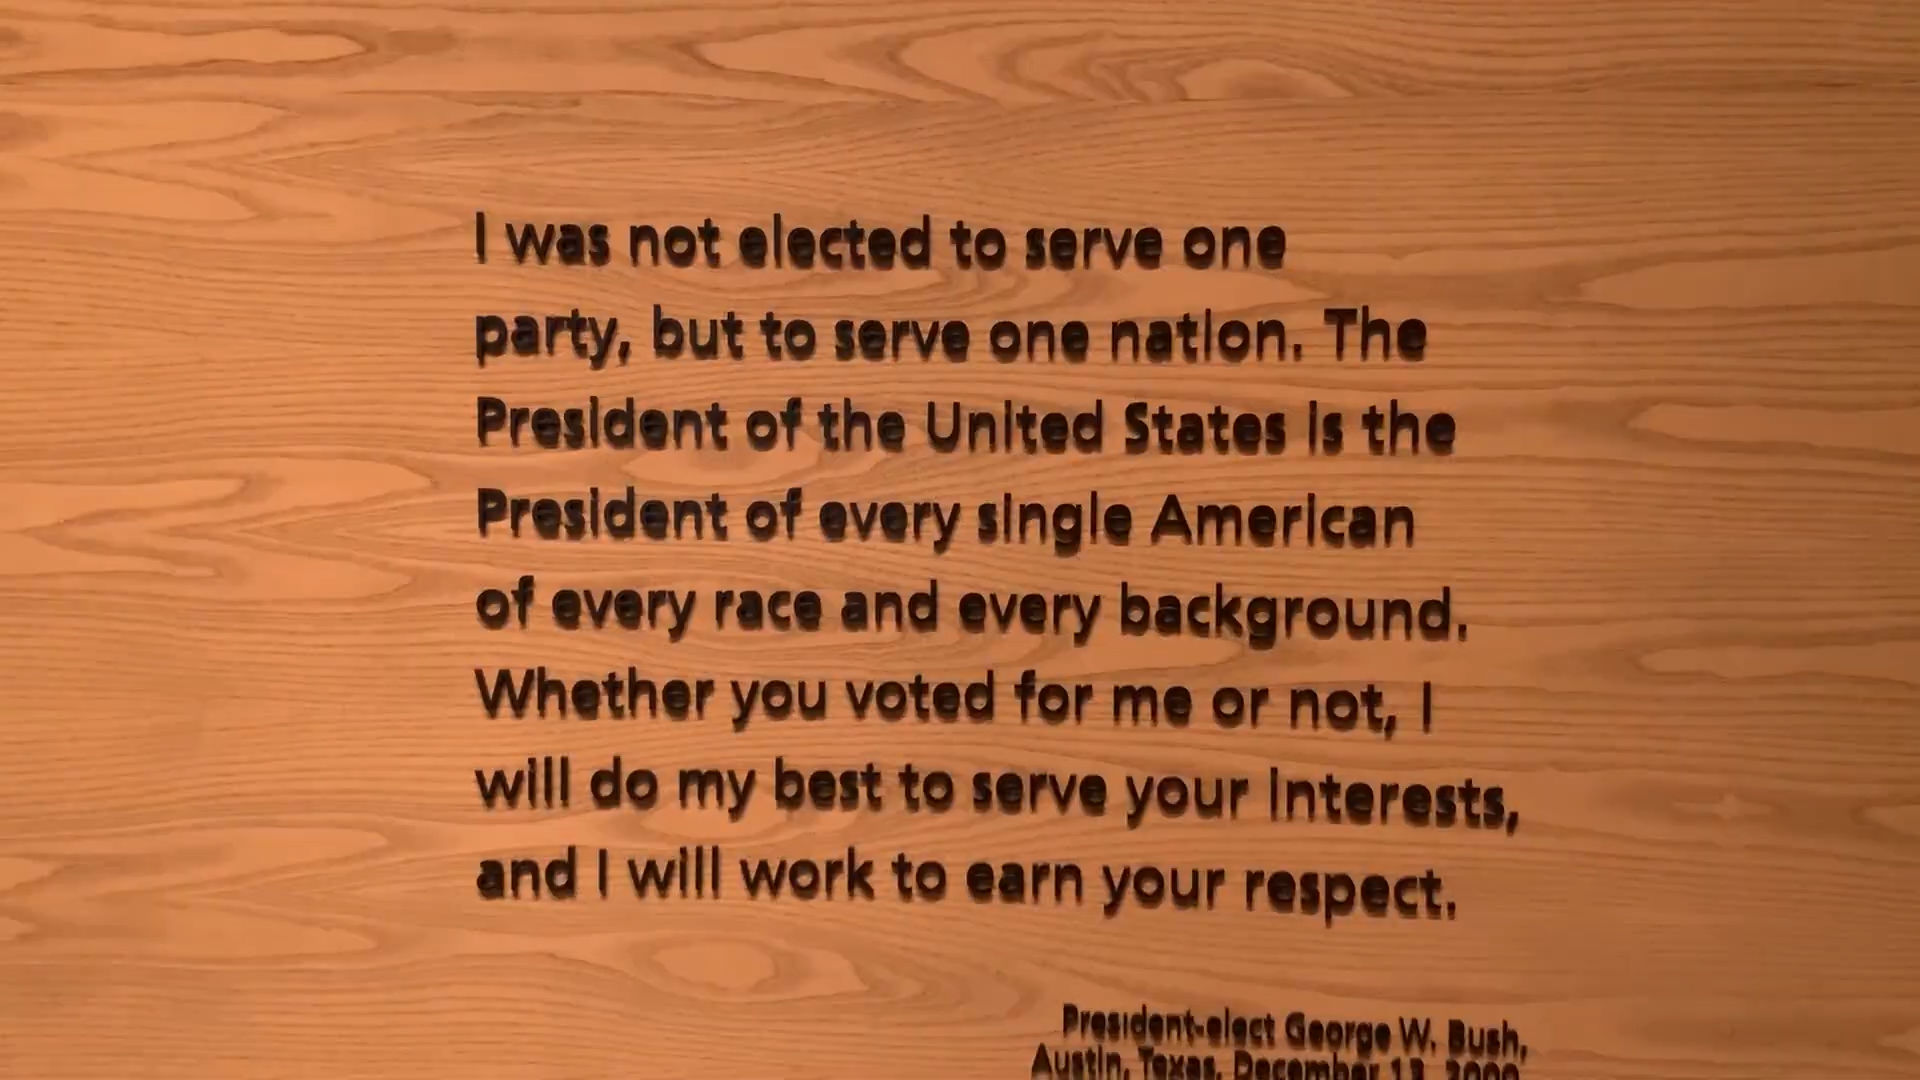 I was not elected to serve one
party, but to serve one nation. The
President of the United States is the
President of every single American
of every race and every background.
Whether you voted for me or not, I
will do my best to serve your interests,
and I will work to earn your respect.
President-elect George W. Bush,
Austin, Texas, December 13, 2000